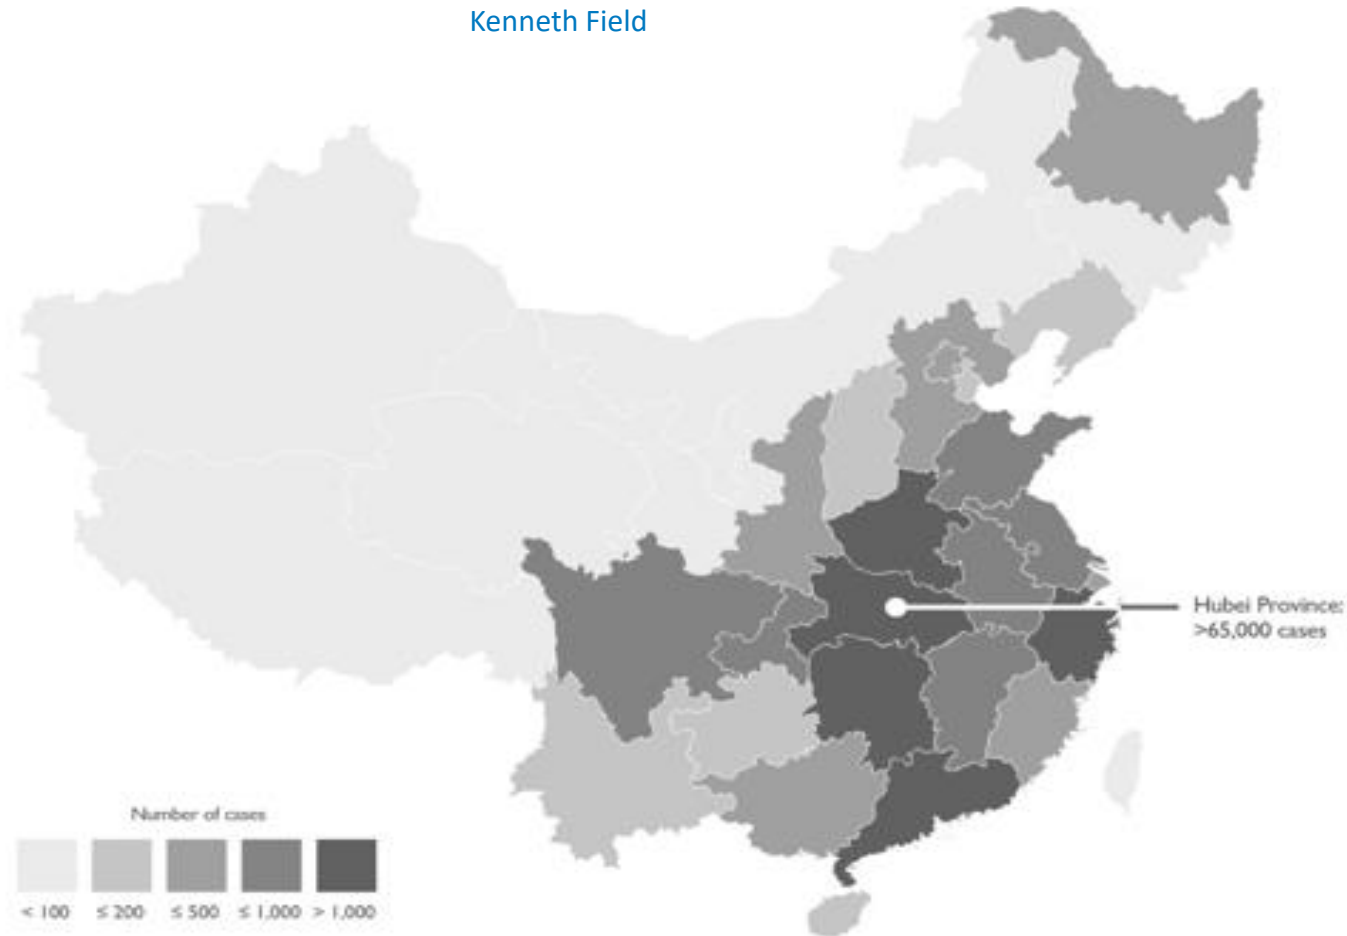 Kenneth Field
Hubei Province:
>65,000 cases
Number of cases
< 100 ≤ 200 ≤ 500 ≤ 1,000 > 1,000